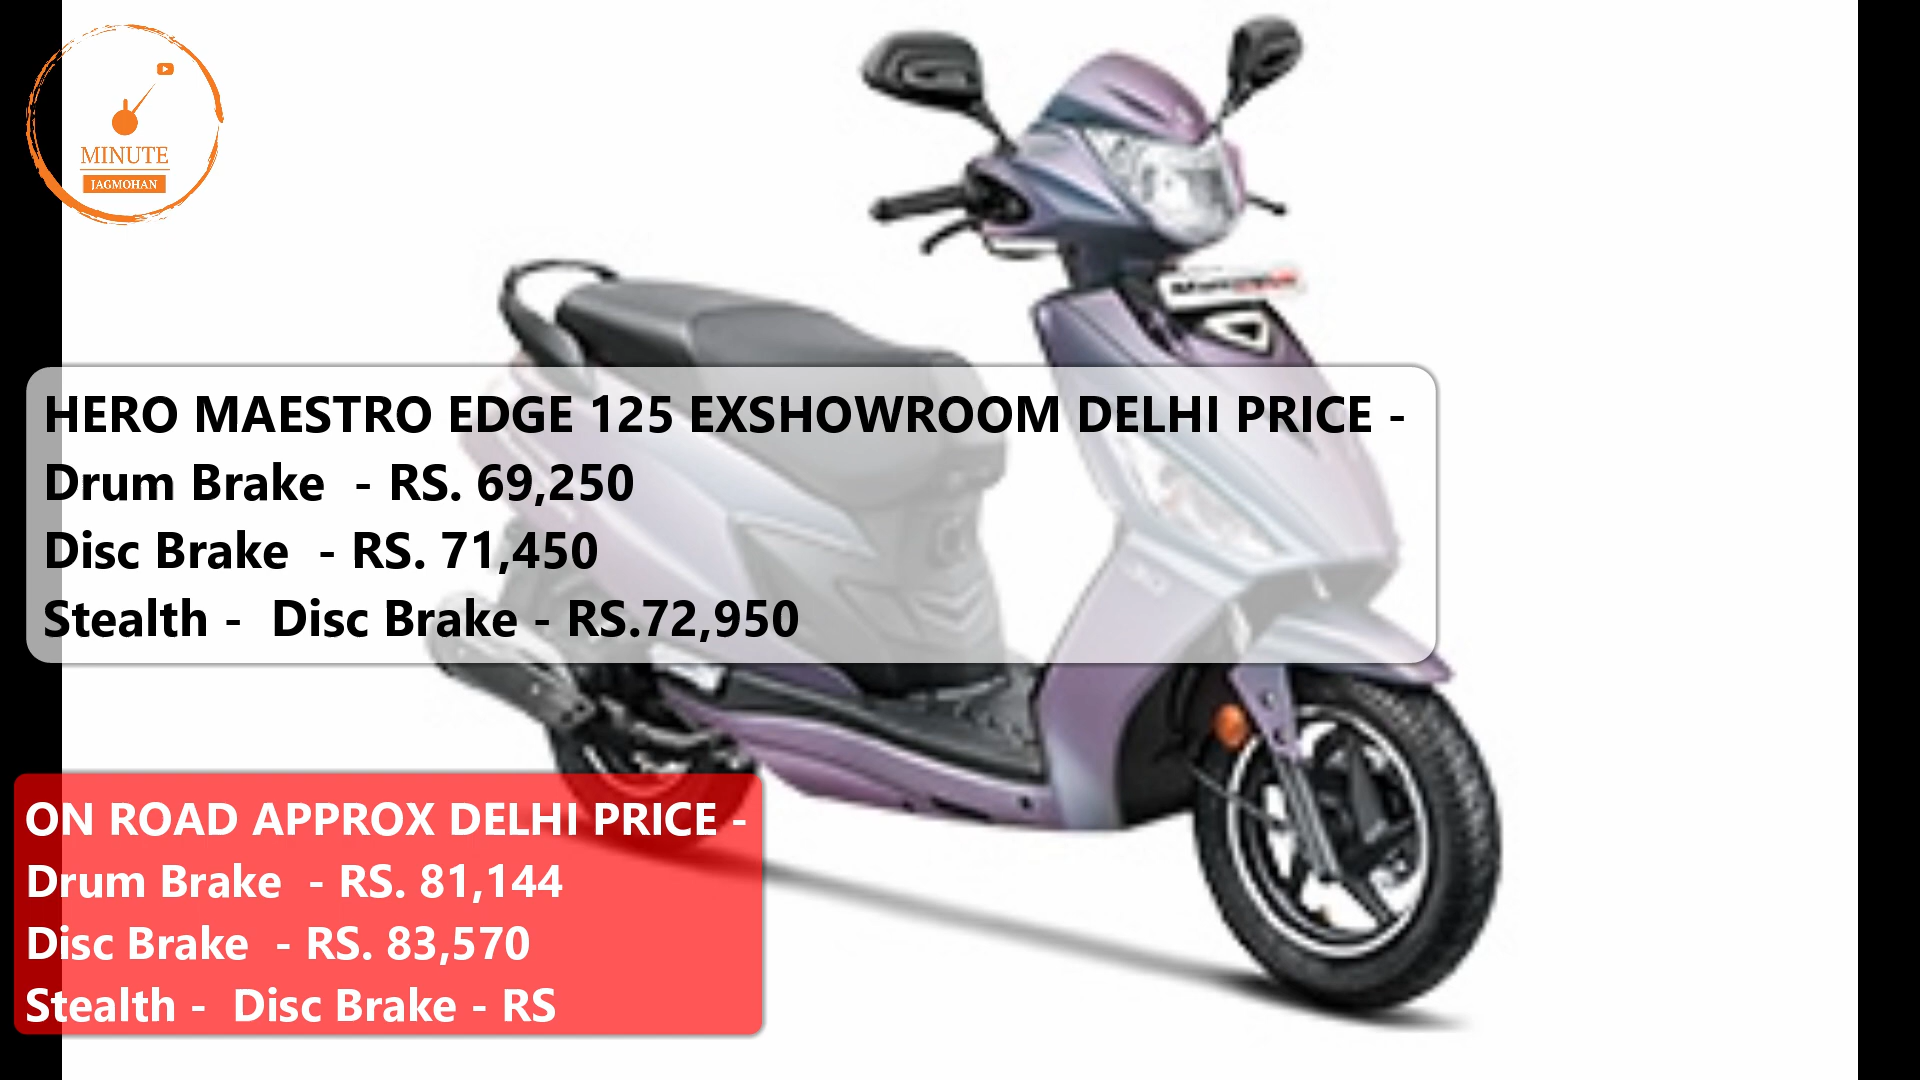 MINUTE
JAGMOHAN
HERO MAESTRO EDGE 125 EXSHOWROOM DELHI PRICE -
Drum Brake  - RS. 69,250
Disc Brake  - RS. 71,450
Stealth -  Disc Brake - RS.72,950
ON ROAD APPROX DELHI PRICE -
Drum Brake  - RS. 81,144
Disc Brake  - RS. 83,570
Stealth -  Disc Brake - RS